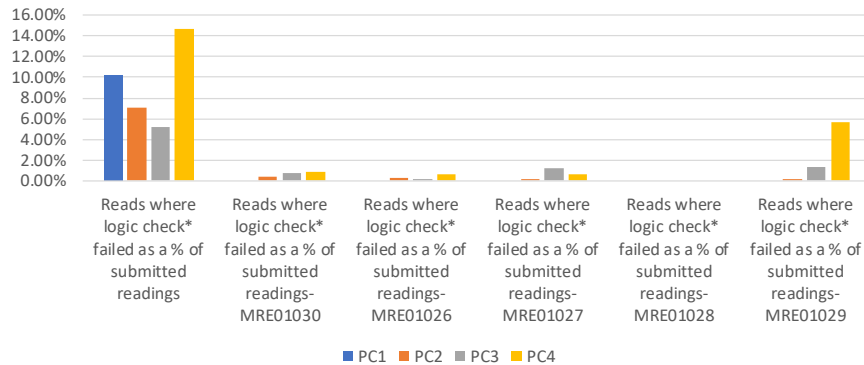 16.00%
14.00%
12.00%
10.00%
8.00%
6.00%
4.00%
2.00%
0.00%
Reads where
logic check*
failed as a % of
submitted
readings
Reads where
logic check*
failed as a % of
submitted
readings-
MRE01030
Reads where
logic check*
failed as a % of
submitted
readings-
MRE01026
Reads where
logic check*
failed as a % of
submitted
readings-
MRE01027
Reads where
logic check*
failed as a % of
submitted
readings-
MRE01028
Reads where
logic check*
failed as a % of
submitted
readings-
MRE01029
PC1 PC2 PC3 PC4